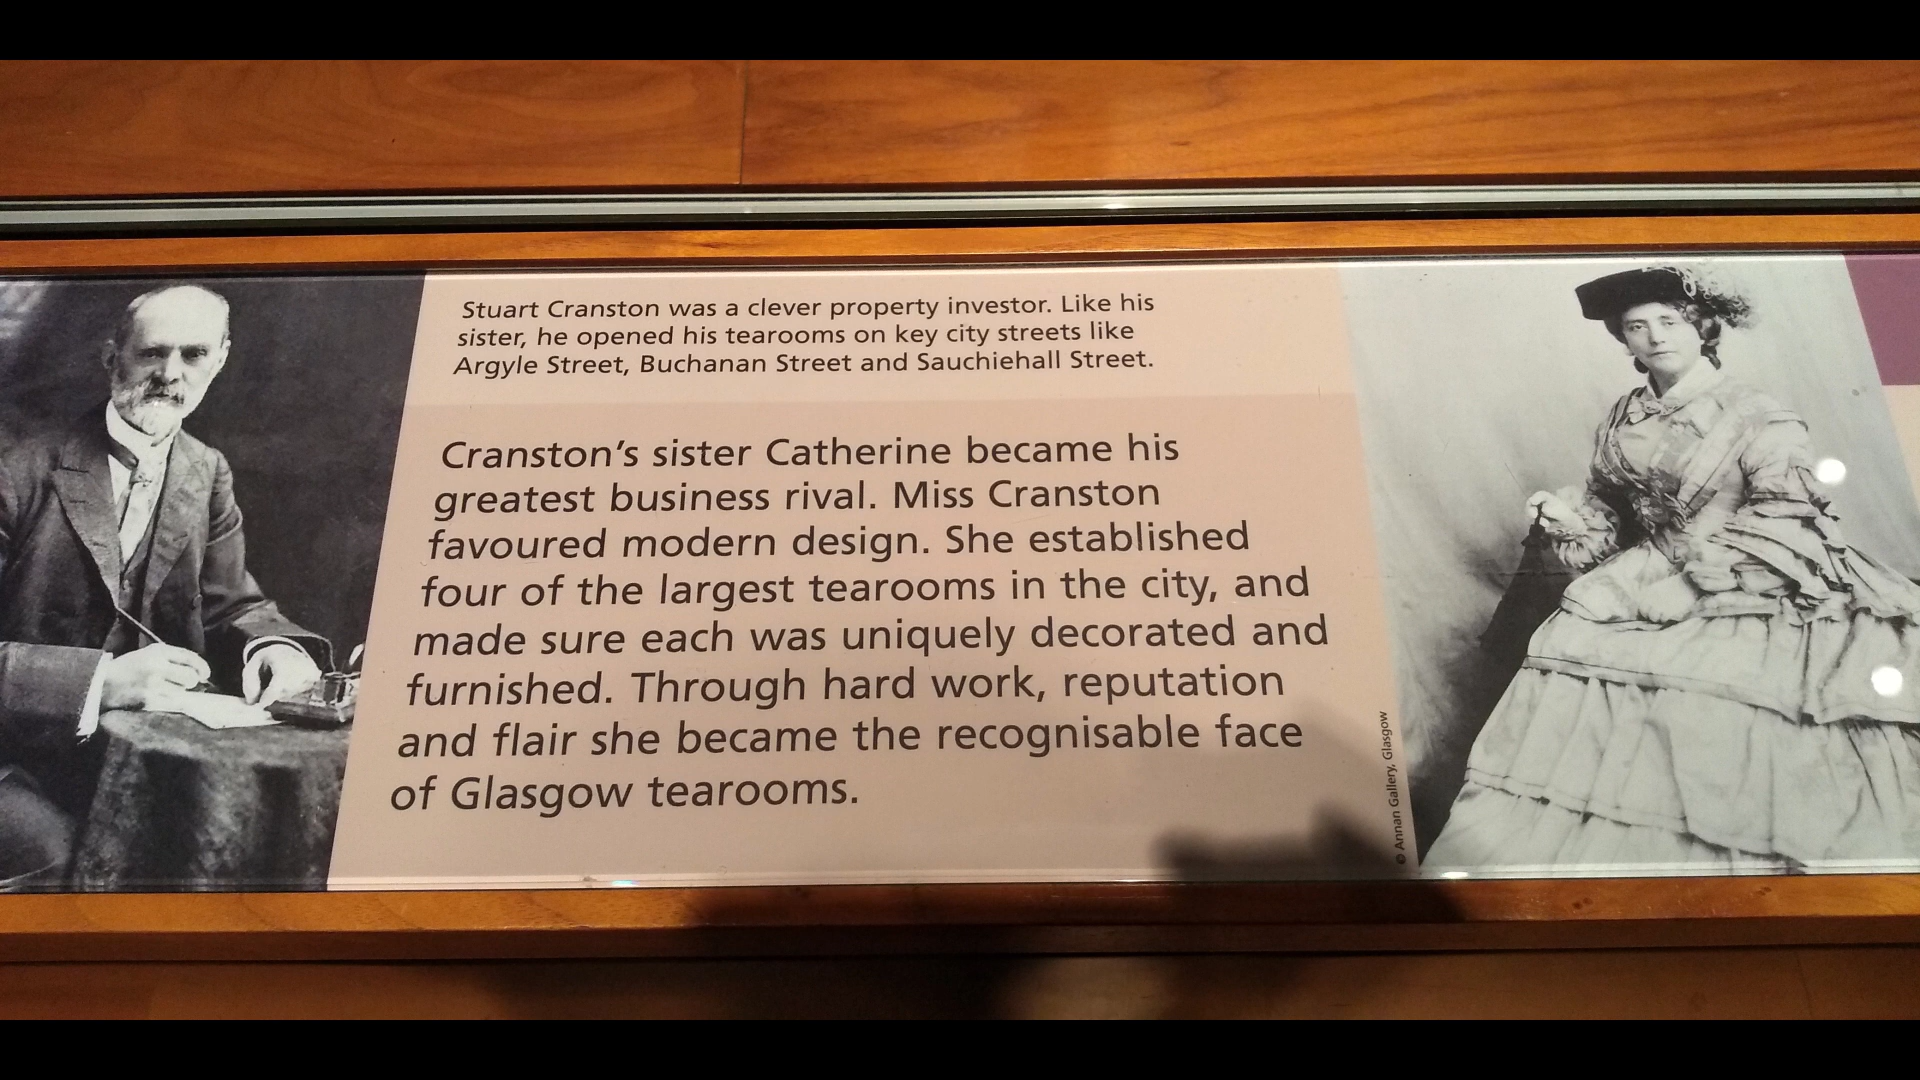 Stuart Cranston was a clever property investor. Like his
sister, he opened his tearooms on key city streets like
Argyle Street, Buchanan Street and Sauchiehall Street.
Cranston's sister Catherine became his
greatest business rival. Miss Cranston
favoured modern design. She established
four of the largest tearooms in the city, and
made sure each was uniquely decorated and
furnished. Through hard work, reputation
and flair she became the recognisable face
of Glasgow tearooms.
© Annan Gallery, Glasgow